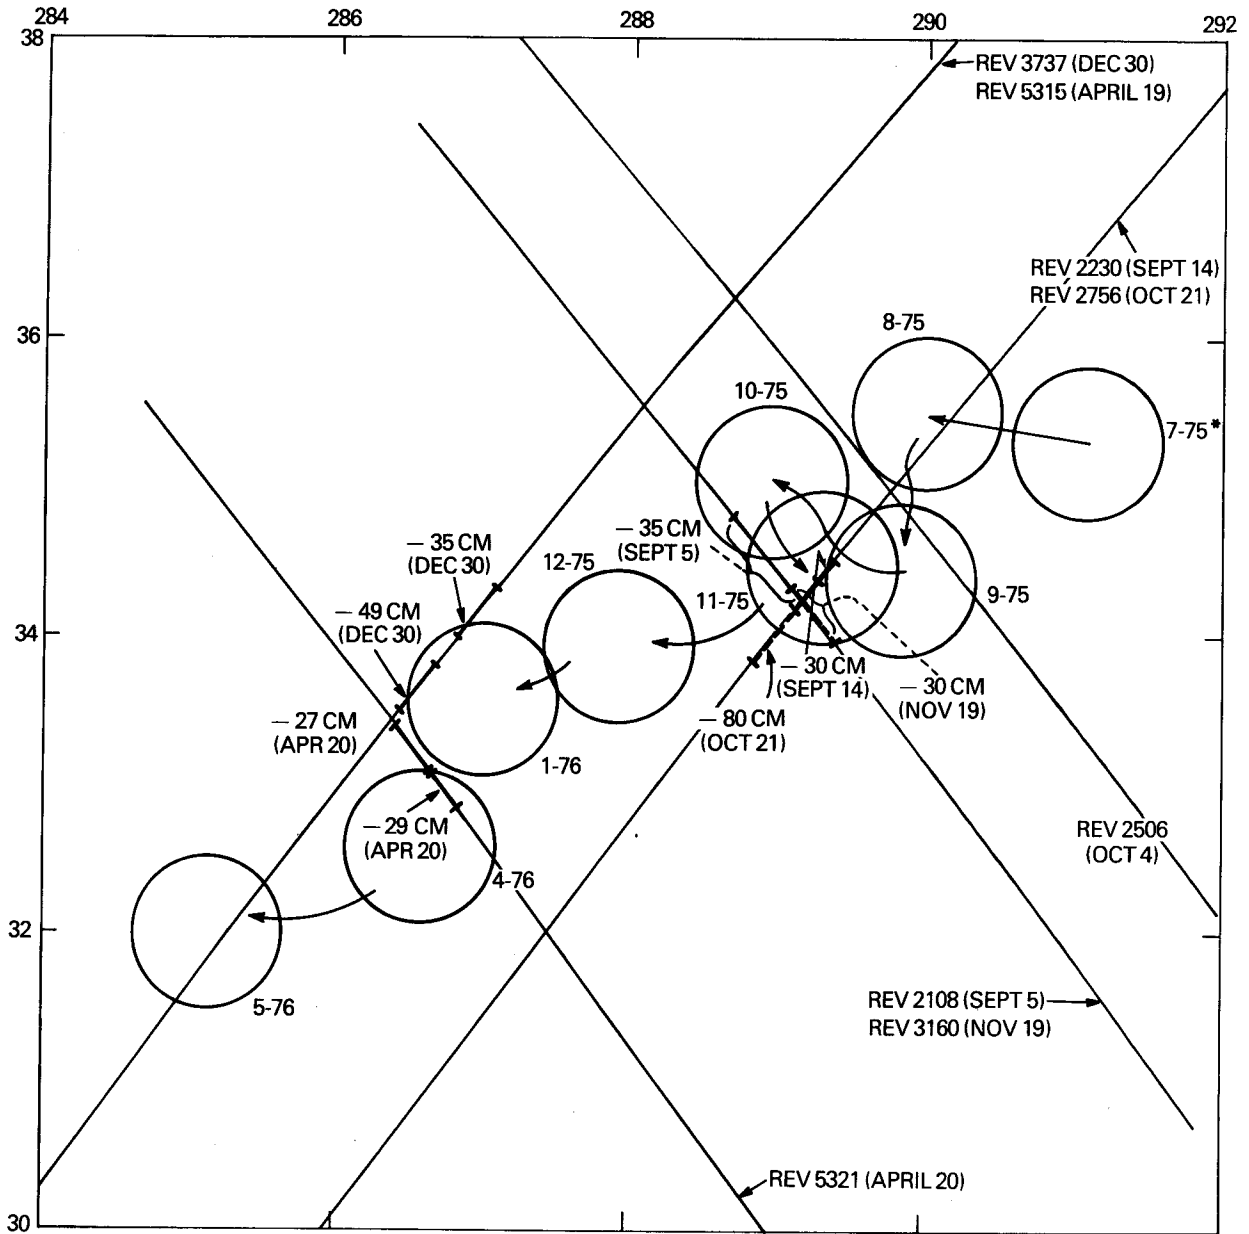 284
286
288
290
292
38
REV 3737 (DEC 30)
REV 5315 (APRIL 19)
REV 2230 (SEPT 14)
REV 2756 (OCT 21)
36
8-75
10-75
7-75*
– 35 CM
(SEPT 5)
– 35 CM
(DEC 30)
12-75
11-75
9-75
– 49 CM
(DEC 30)
34
– 30 CM
(SEPT 14)
– 30 CM
(NOV 19)
– 27 CM
(APR 20)
– 80 CM
(OCT 21)
1-76
– 29 CM
(APR 20)
REV 2506
(OCT 4)
4-76
32
5-76
REV 2108 (SEPT 5)
REV 3160 (NOV 19)
REV 5321 (APRIL 20)
30
286
288
290